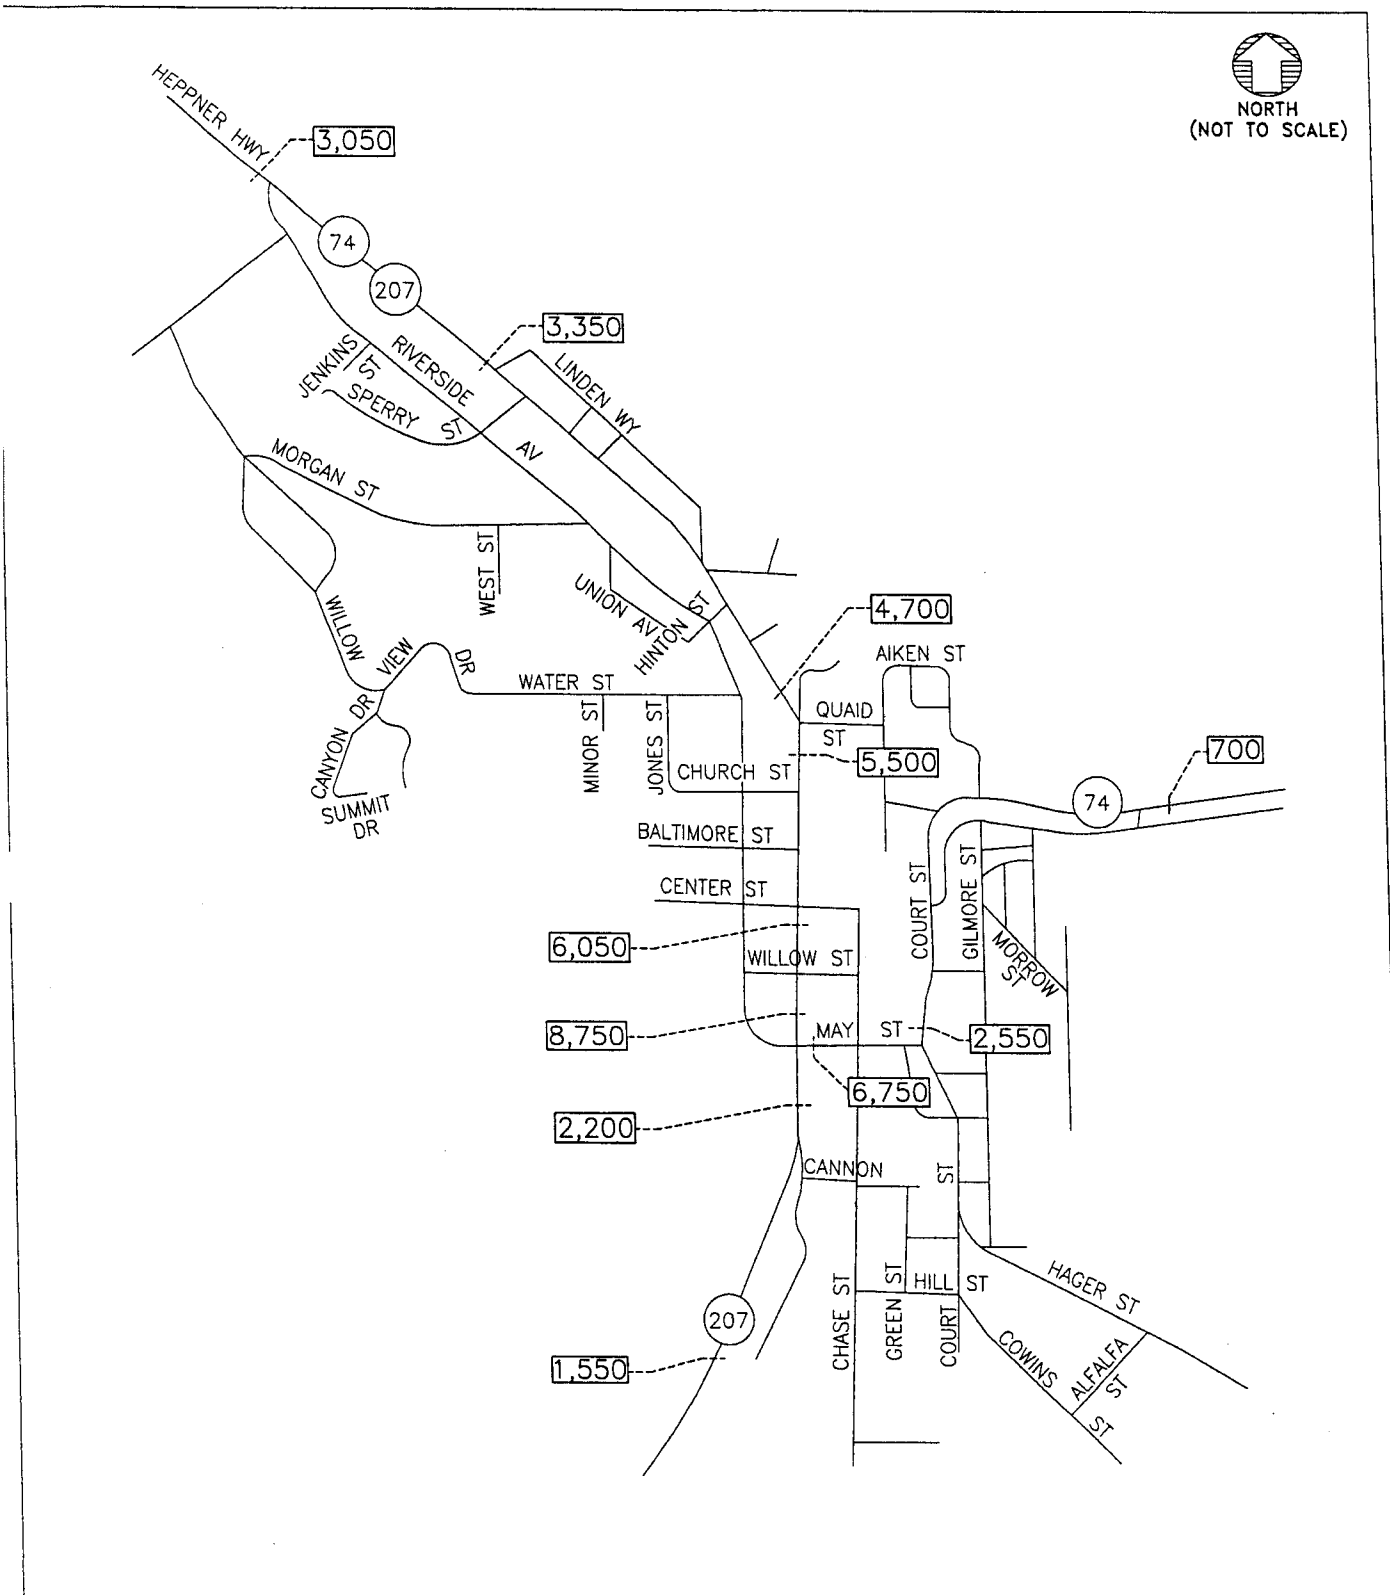 NORTH
(NOT TO SCALE)
HEPPNER HWY
3,050
74
207
3,350
JENKINS
ST
RIVERSIDE
AV
LINDEN WY
SPERRY
ST
MORGAN ST
WEST ST
UNION AV
HINTON
ST
4,700
WILLOW
VIEW
DR
AIKEN ST
WATER ST
CANYON
DR
SUMMIT
DR
MINOR ST
JONES ST
QUAID
ST
5,500
700
CHURCH ST
74
BALTIMORE ST
CENTER ST
COURT ST
GILMORE ST
MORROW
ST
6,050
WILLOW ST
8,750
MAY ST
2,550
6,750
2,200
CANNON
ST
HAGER ST
207
CHASE ST
GREEN ST
HILL ST
COURT
1,550
COWINS
ST
ALFALFA
ST